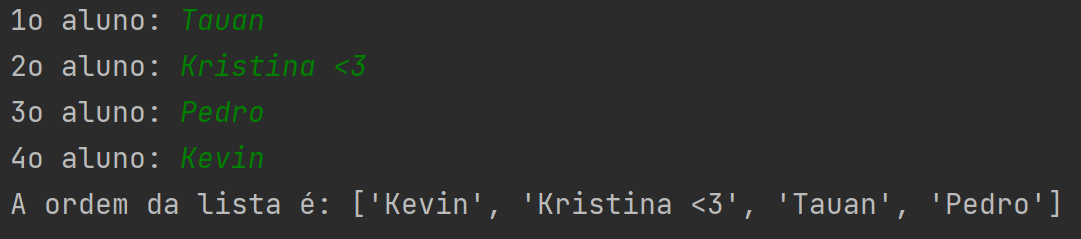 1o aluno: Tauan
2o aluno: Kristina <3
3o aluno: Pedro
4o aluno: Kevin
A ordem da lista é: ['Kevin', 'Kristina <3', 'Tauan', 'Pedro']